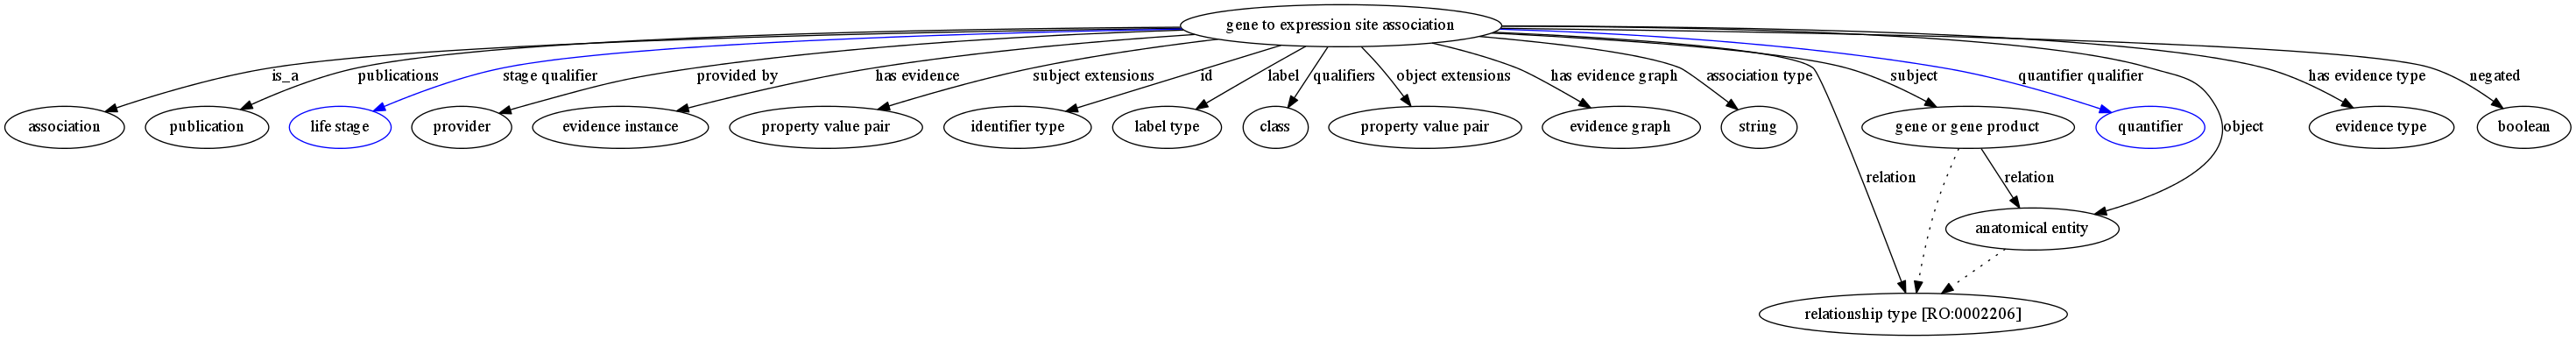 gene to expression site association
is_a
publications
stage qualifier
provided by
has evidence
subject extensions
id
label
qualifiers
object extensions
has evidence graph
association type
subject
quantifier qualifier
has evidence type
negated
association
publication
life stage
provider
evidence instance
property value pair
identifier type
label type
class
property value pair
evidence graph
string
gene or gene product
quantifier
object
evidence type
boolean
relation
relation
anatomical entity
relationship type [RO:0002206]